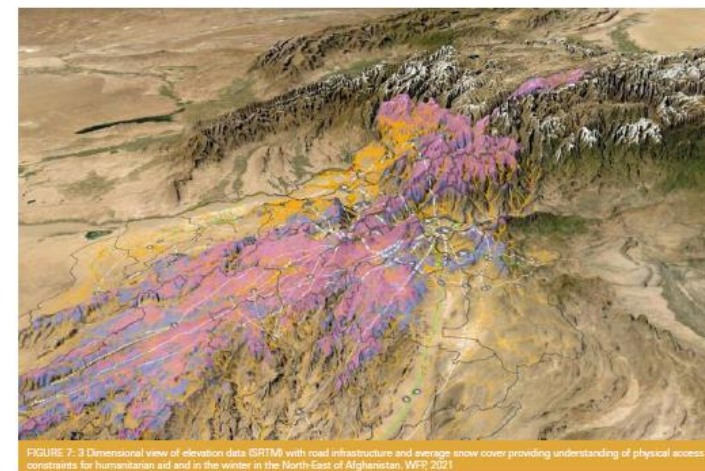 FIGURE 7: 3 Dimensional view of elevation data (SRTM) with road infrastructure and average snow cover providing understanding of physical access
constraints for humanitarian aid and in the winter in the North-East of Afghanistan. WFP, 2021